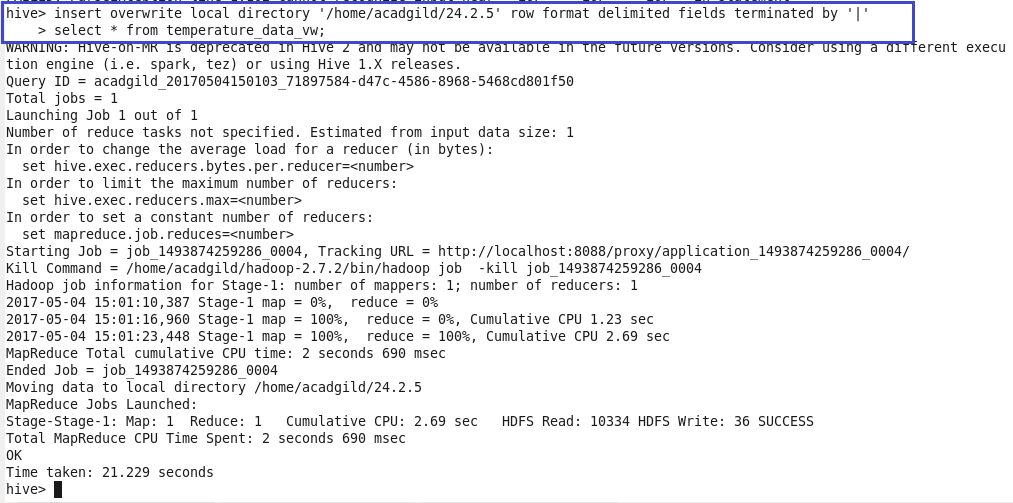 hive> insert overwrite local directory '/home/acadgild/24.2.5' row format delimited fields terminated by '|'
    > select * from temperature_data_vw;
WARNING: Hive-on-MR is deprecated in Hive 2 and may not be available in the future versions. Consider using a different execu
tion engine (i.e. spark, tez) or using Hive 1.X releases.
Query ID = acadgild_20170504150103_71897584-d47c-4586-8968-5468cd801f50
Total jobs = 1
Launching Job 1 out of 1
Number of reduce tasks not specified. Estimated from input data size: 1
In order to change the average load for a reducer (in bytes):
  set hive.exec.reducers.bytes.per.reducer=<number>
In order to limit the maximum number of reducers:
  set hive.exec.reducers.max=<number>
In order to set a constant number of reducers:
  set mapreduce.job.reduces=<number>
Starting Job = job_1493874259286_0004, Tracking URL = http://localhost:8088/proxy/application_1493874259286_0004/
Kill Command = /home/acadgild/hadoop-2.7.2/bin/hadoop job  -kill job_1493874259286_0004
Hadoop job information for Stage-1: number of mappers: 1; number of reducers: 1
2017-05-04 15:01:10,387 Stage-1 map = 0%,  reduce = 0%
2017-05-04 15:01:16,960 Stage-1 map = 100%,  reduce = 0%, Cumulative CPU 1.23 sec
2017-05-04 15:01:23,448 Stage-1 map = 100%,  reduce = 100%, Cumulative CPU 2.69 sec
MapReduce Total cumulative CPU time: 2 seconds 690 msec
Ended Job = job_1493874259286_0004
Moving data to local directory /home/acadgild/24.2.5
MapReduce Jobs Launched:
Stage-Stage-1: Map: 1  Reduce: 1   Cumulative CPU: 2.69 sec   HDFS Read: 10334 HDFS Write: 36 SUCCESS
Total MapReduce CPU Time Spent: 2 seconds 690 msec
OK
Time taken: 21.229 seconds
hive>